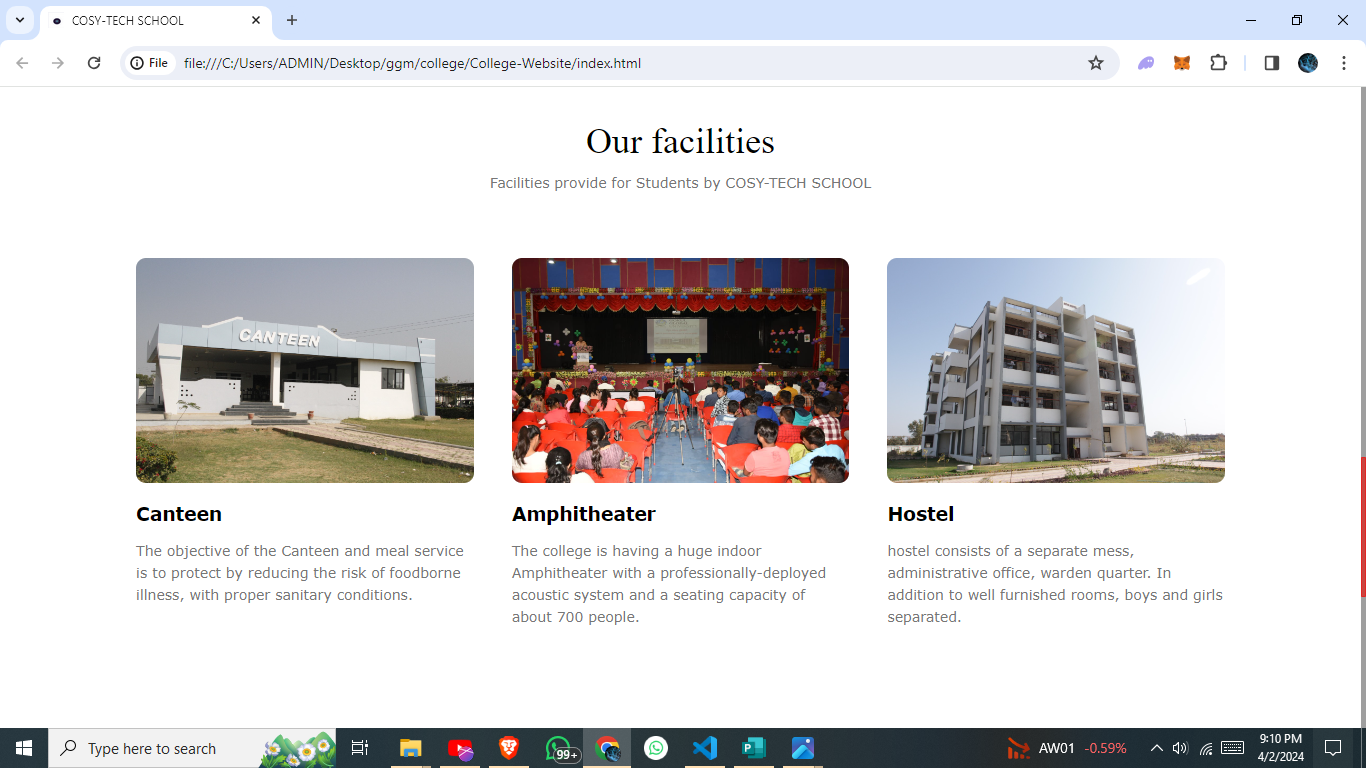 COSY-TECH SCHOOL
File
file:///C:/Users/ADMIN/Desktop/ggm/college/College-Website/index.html
Our facilities
Facilities provide for Students by COSY-TECH SCHOOL
CANTEEN
Canteen
The objective of the Canteen and meal service
is to protect by reducing the risk of foodborne
illness, with proper sanitary conditions.
Amphitheater
The college is having a huge indoor
Amphitheater with a professionally-deployed
acoustic system and a seating capacity of
about 700 people.
Hostel
hostel consists of a separate mess,
administrative office, warden quarter. In
addition to well furnished rooms, boys and girls
separated.
Type here to search
99+
AW01 -0.59%
9:10 PM
4/2/2024